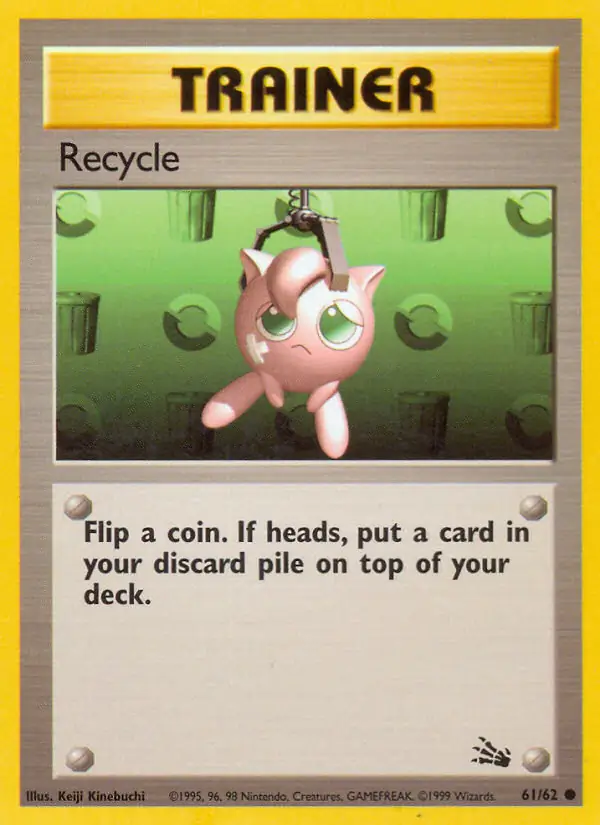 TRAINER
Recycle
Flip a coin. If heads, put a card in
your discard pile on top of your
deck.
Illus. Keiji Kinebuchi ©1995, 96, 98 Nintendo, Creatures, GAMEFREAK. ©1999 Wizards. 61/62 ●